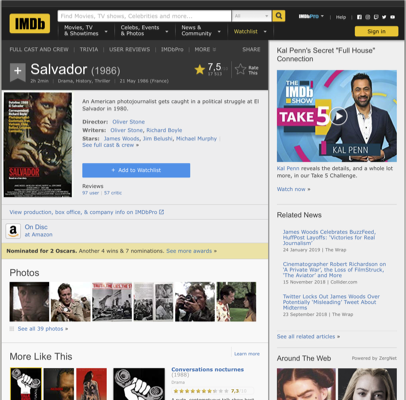 IMDb
Find Movies, TV shows, Celebrities and more...
All
IMDbPro
Help
Movies, TV
& Showtimes
Celebs, Events
& Photos
News &
Community
Watchlist
Sign in
FULL CAST AND CREW | TRIVIA | USER REVIEWS | IMDbPro | MORE
SHARE
Salvador (1986)
7,5
Rate
This
2h 2min | Drama, History, Thriller | 21 May 1986 (France)
An American photojournalist gets caught in a political struggle at El
Salvador in 1980.
Director: Oliver Stone
Writers: Oliver Stone, Richard Boyle
Stars: James Woods, Jim Belushi, Michael Murphy |
See full cast & crew »
SALVADOR
+ Add to Watchlist
Reviews
97 user | 57 critic
View production, box office, & company info on IMDbPro
On Disc
at Amazon
Nominated for 2 Oscars. Another 4 wins & 7 nominations. See more awards »
Photos
See all 39 photos »
More Like This
Learn more
Conversations nocturnes
(1988)
Drama
7,3
Kal Penn's Secret "Full House"
Connection
THE
IMDb
SHOW
TAKE 5
KAL PENN
Kal Penn reveals the details, and a whole lot
more, in our Take 5 Challenge.
Watch now »
Related News
James Woods Celebrates BuzzFeed,
HuffPost Layoffs: 'Victories for Real
Journalism'
24 January 2019 | The Wrap
Cinematographer Robert Richardson on
'A Private War', the Loss of FilmStruck,
'The Aviator' and More
15 November 2018 | Collider.com
Twitter Locks Out James Woods Over
Potentially 'Misleading' Tweet About
Midterms
23 September 2018 | The Wrap
See all related articles »
Around The Web
Powered by ZergNet